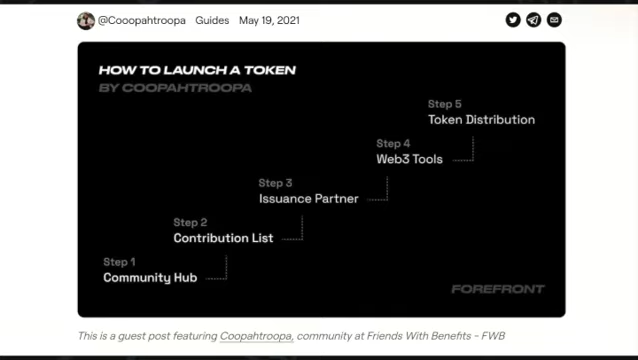 @Cooopahtroopa Guides May 19, 2021
HOW TO LAUNCH A TOKEN
BY COOPAHTROOPA
Step 5
Token Distribution
Step 4
Web3 Tools
Step 3
Issuance Partner
Step 2
Contribution List
Step 1
Community Hub
FOREFRONT
This is a guest post featuring Coopahtroopa, community at Friends With Benefits - FWB